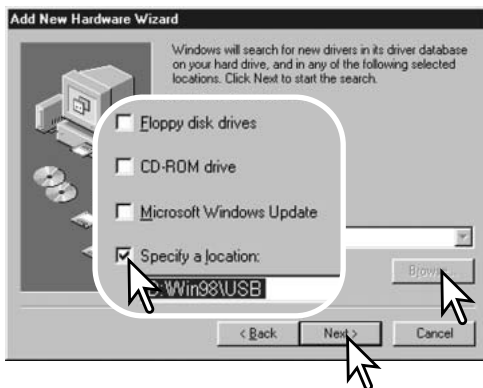 Add New Hardware Wizard
Windows will search for new drivers in its driver database
on your hard drive, and in any of the following selected
locations. Click Next to start the search.
Floppy disk drives
CD-ROM drive
Microsoft Windows Update
Specify a location:
:\Win98\USB
Browse...
< Back Next > Cancel